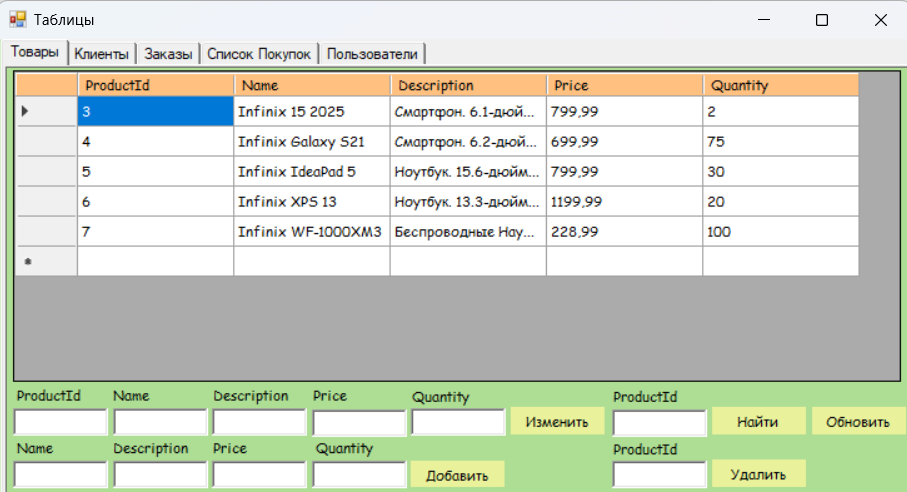 Таблицы
Товары Клиенты Заказы Список Покупок Пользователи
ProductId Name Description Price Quantity
3 Infinix 15 2025 Смартфон. 6.1-дюй... 799,99 2
4 Infinix Galaxy S21 Смартфон. 6.2-дюй... 699,99 75
5 Infinix IdeaPad 5 Ноутбук. 15.6-дюйм... 799,99 30
6 Infinix XPS 13 Ноутбук. 13.3-дюйм... 1199,99 20
7 Infinix WF-1000XM3 Беспроводные Нау... 228,99 100
ProductId Name Description Price Quantity ProductId
Изменить Найти Обновить
Name Description Price Quantity ProductId
Добавить Удалить